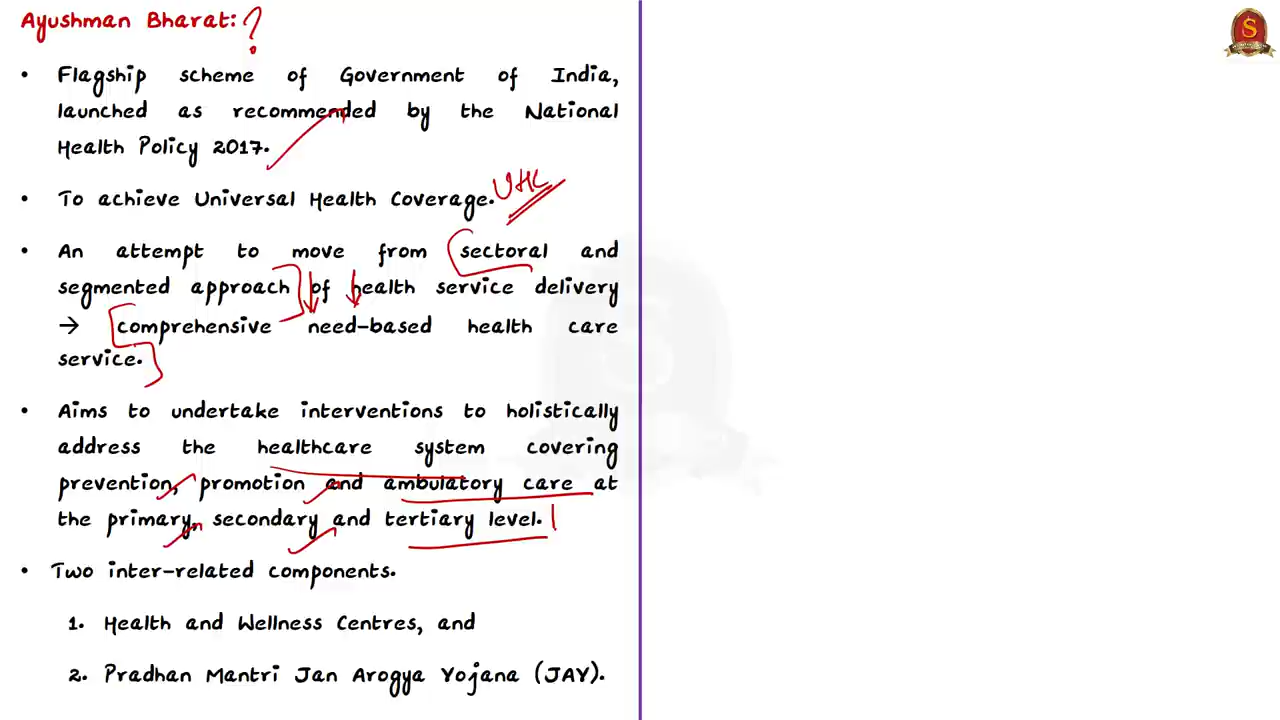 Ayushman Bharat: ?
• Flagship scheme of Government of India,
launched as recommended by the National
Health Policy 2017.
• To achieve Universal Health Coverage. UHC
• An attempt to move from sectoral and
segmented approach of health service delivery
→ comprehensive need-based health care
service.
• Aims to undertake interventions to holistically
address the healthcare system covering
prevention, promotion and ambulatory care at
the primary, secondary and tertiary level.
• Two inter-related components.
1. Health and Wellness Centres, and
2. Pradhan Mantri Jan Arogya Yojana (JAY).
S